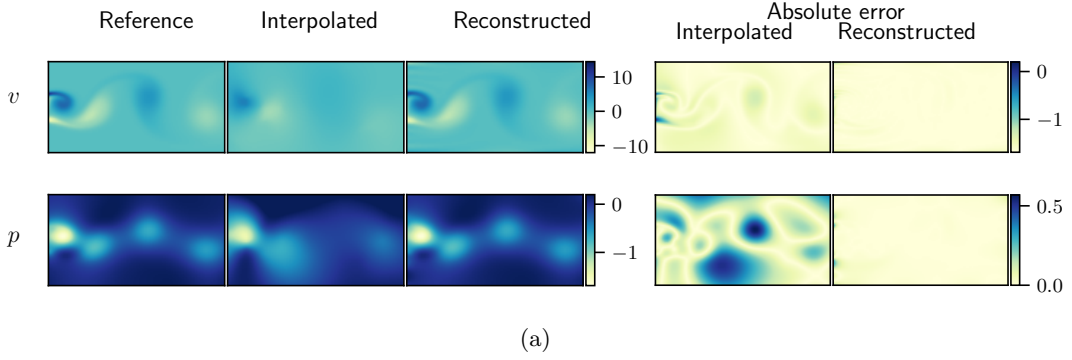 Absolute error
Reference Interpolated Reconstructed Interpolated Reconstructed
v 10 0 −10 0 −1
p 0 −1 0.5 0.0
(a)